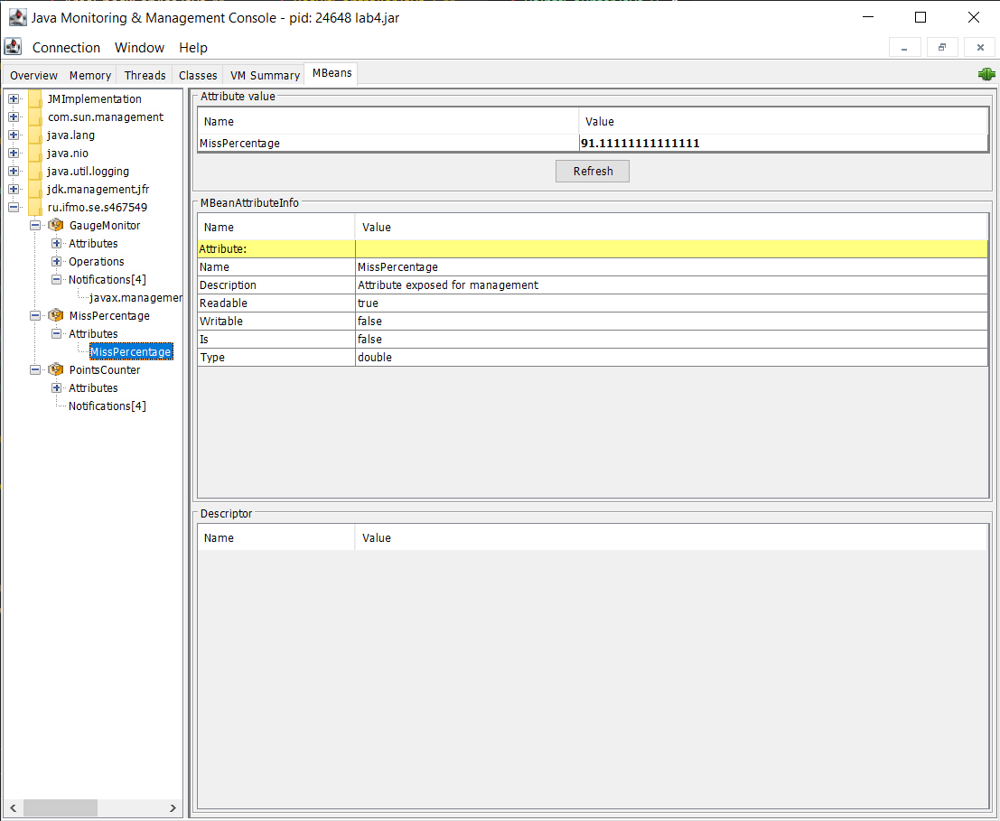 Java Monitoring & Management Console - pid: 24648 lab4.jar
Connection Window Help
Overview Memory Threads Classes VM Summary MBeans
JMImplementation
com.sun.management
java.lang
java.nio
java.util.logging
jdk.management.jfr
ru.ifmo.se.s467549
GaugeMonitor
Attributes
Operations
Notifications[4]
javax.managemer
MissPercentage
Attributes
MissPercentage
PointsCounter
Attributes
Notifications[4]
Attribute value
Name Value
MissPercentage 91.11111111111111
Refresh
MBeanAttributeInfo
Name Value
Attribute:
Name MissPercentage
Description Attribute exposed for management
Readable true
Writable false
Is false
Type double
Descriptor
Name Value